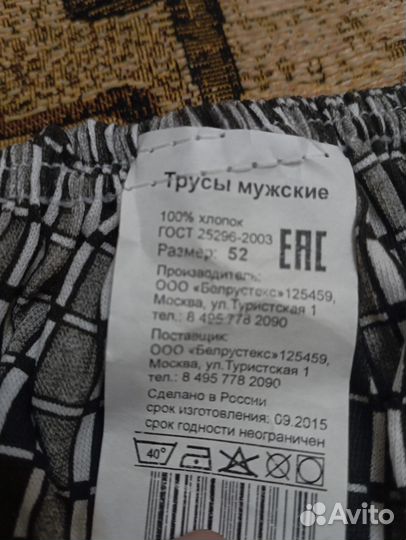 Трусы мужские
100% хлопок
ГОСТ 25296-2003
Размер: 52
EAC
Производитель:
ООО «Белрустекс»125459,
Москва, ул.Туристская 1
тел.: 8 495 778 2090
Поставщик:
ООО «Белрустекс»125459,
Москва, ул.Туристская 1
тел.: 8 495 778 2090
Сделано в России
срок изготовления: 09.2015
срок годности неограничен
40°
Avito